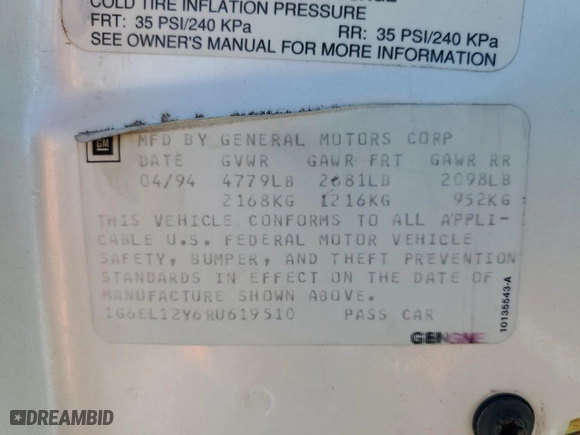 COLD TIRE INFLATION PRESSURE
FRT: 35 PSI/240 KPa RR: 35 PSI/240 KPa
SEE OWNER'S MANUAL FOR MORE INFORMATION
GM
MFD BY GENERAL MOTORS CORP
DATE GVWR GAWR FRT GAWR RR
04/94 4779LB 2681LB 2098LB
2168KG 1216KG 952KG
THIS VEHICLE CONFORMS TO ALL APPLI-
CABLE U.S. FEDERAL MOTOR VEHICLE
SAFETY, BUMPER, AND THEFT PREVENTION
STANDARDS IN EFFECT ON THE DATE OF
MANUFACTURE SHOWN ABOVE.
1G6EL12Y6RU619510 PASS CAR
10135543-A
DREAMBID